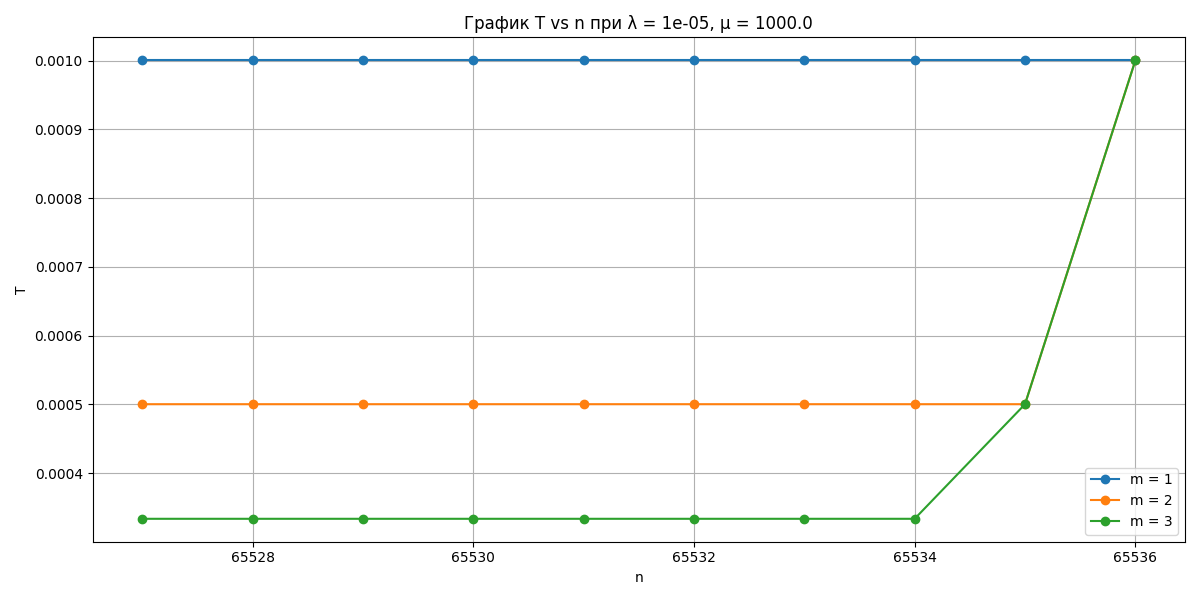 График T vs n при λ = 1e-05, μ = 1000.0
0.0010
0.0009
0.0008
0.0007
0.0006
0.0005
0.0004
T
m = 1
m = 2
m = 3
65528 65530 65532 65534 65536
n